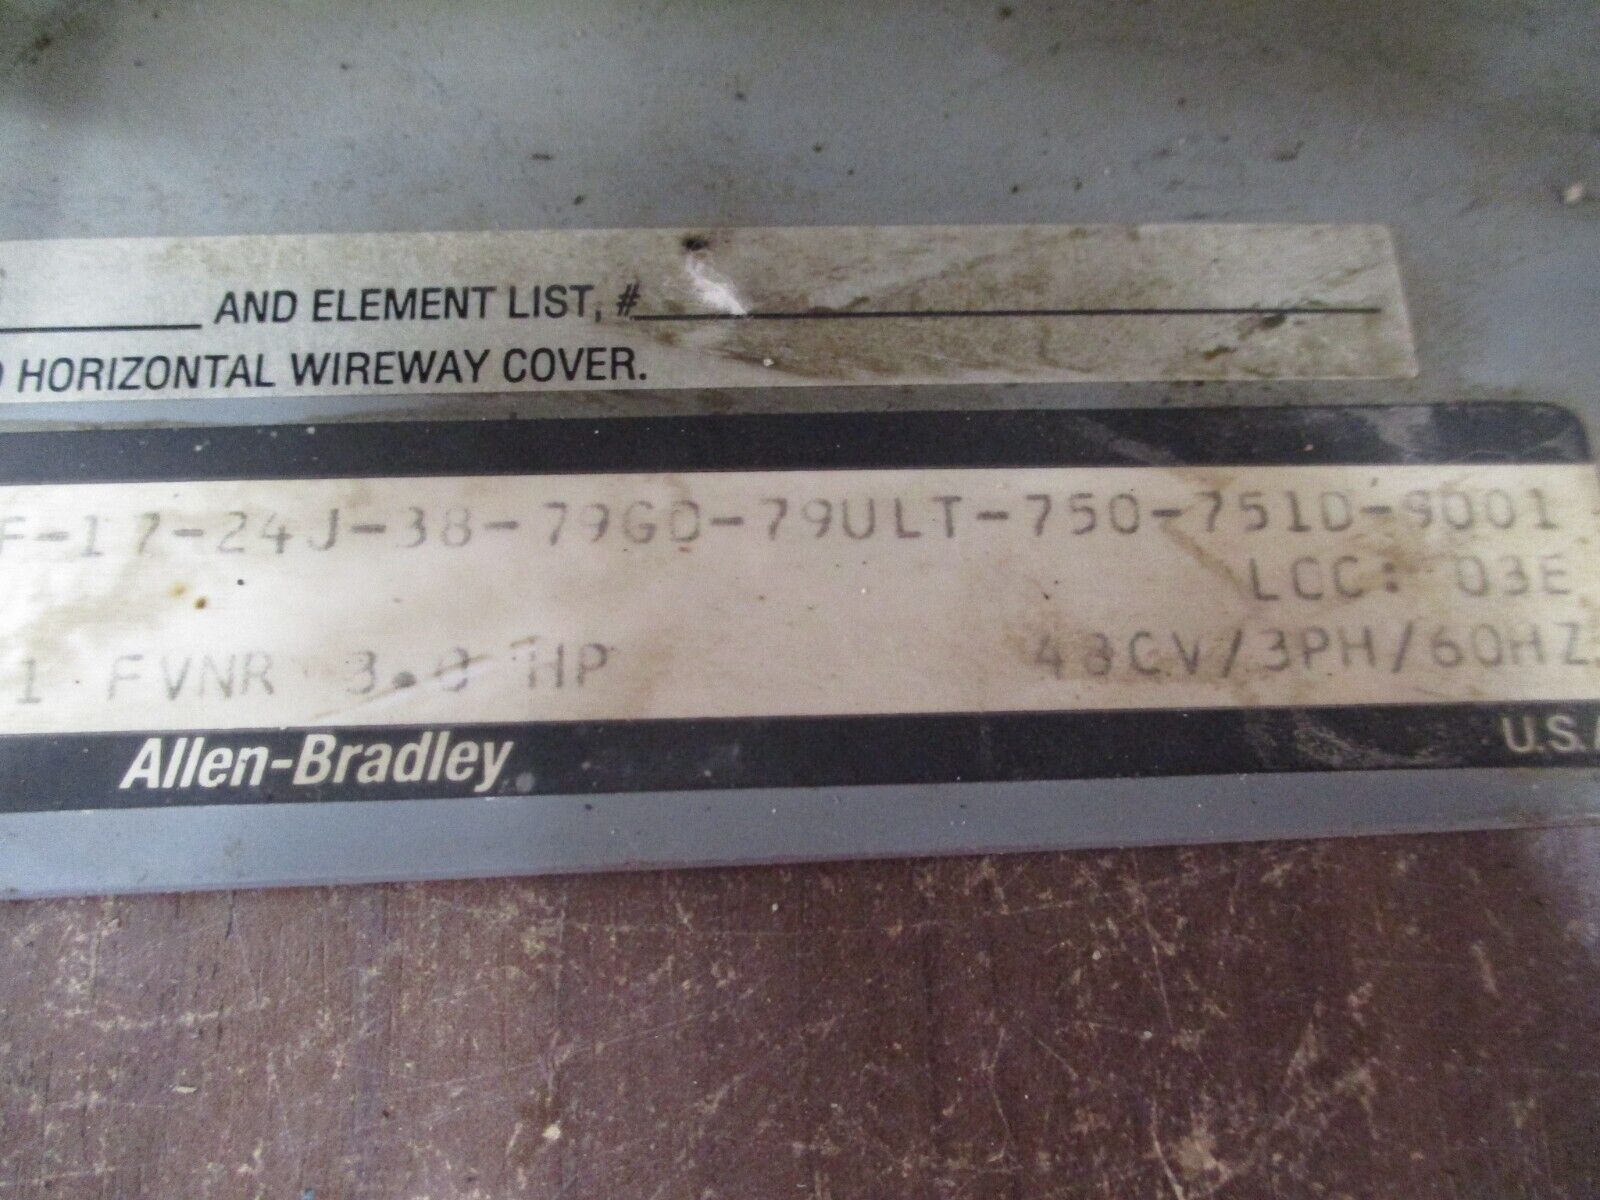 AND ELEMENT LIST, #
HORIZONTAL WIREWAY COVER.
F-17-24J-38-79GD-79ULT-750-751D-9001-
LCC: 03E
1 FVNR 3.0 HP 480V/3PH/60HZ
Allen-Bradley U.S.A